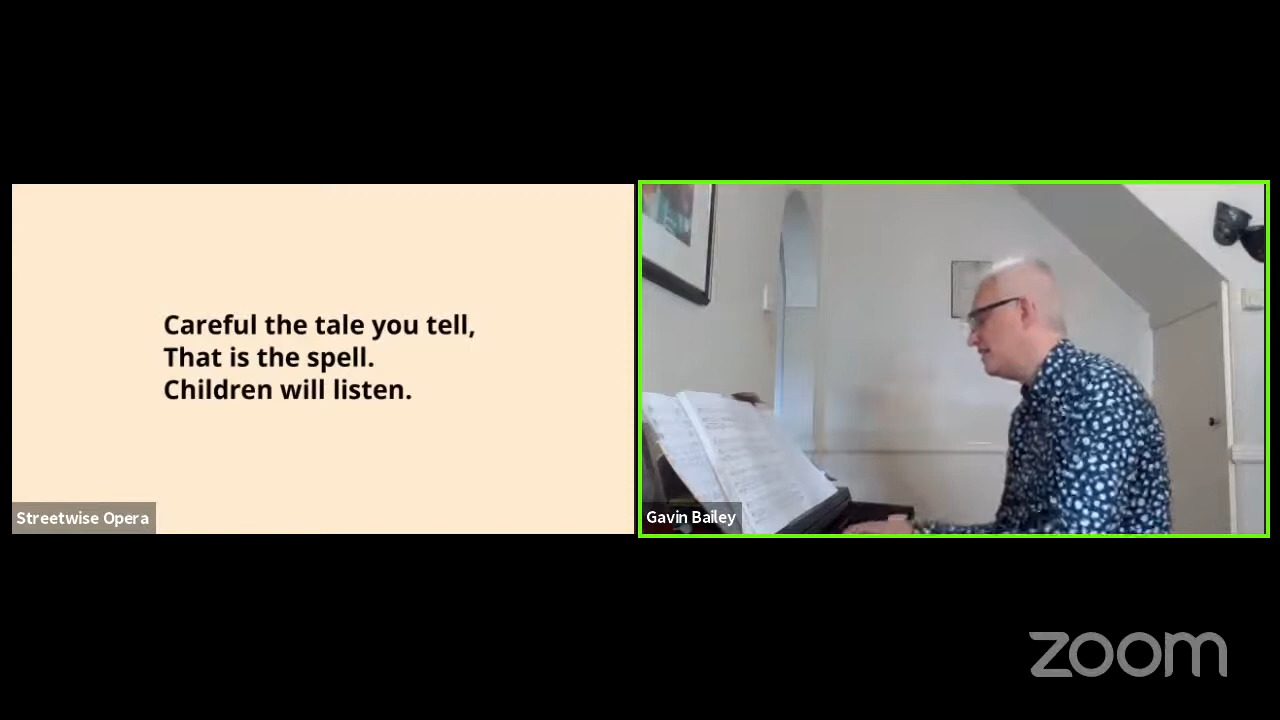 Careful the tale you tell,
That is the spell.
Children will listen.
Streetwise Opera
Gavin Bailey
zoom